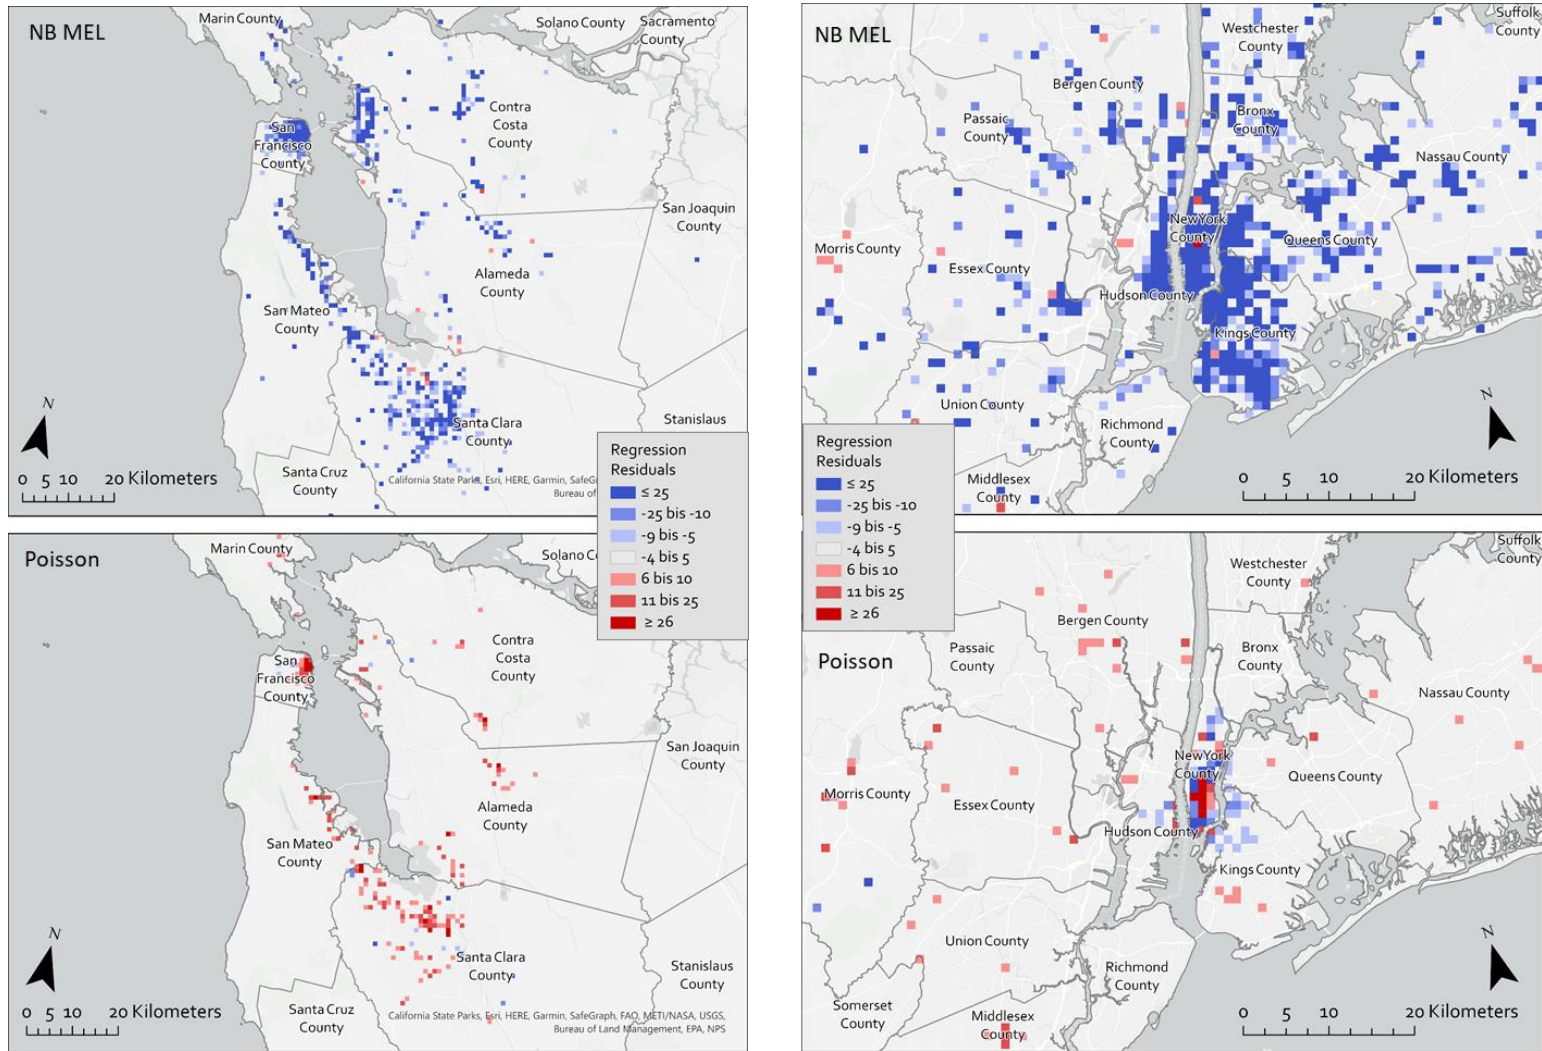 NB MEL
Marin County
Solano County
Sacramento
County
Contra
Costa
County
San
Francisco
County
San Joaquin
County
Alameda
County
San Mateo
County
Santa Clara
County
Stanislaus
Santa Cruz
County
N
0 5 10 20 Kilometers
California State Parks, Esri, HERE, Garmin, SafeG
Bureau of
Regression
Residuals
≤ 25
-25 bis -10
-9 bis -5
-4 bis 5
6 bis 10
11 bis 25
≥ 26
NB MEL
Westchester
County
Suffolk
County
Bergen County
Passaic
County
Bronx
County
Nassau County
New York
County
Morris County
Queens County
Essex County
Hudson County
Kings County
Union County
Richmond
County
Middlesex
County
N
0 5 10 20 Kilometers
Regression
Residuals
≤ 25
-25 bis -10
-9 bis -5
-4 bis 5
6 bis 10
11 bis 25
≥ 26
Poisson
Marin County
Solano Co
Contra
Costa
County
San
Francisco
County
San Joaquin
County
Alameda
County
San Mateo
County
Santa Clara
County
Stanislaus
County
Santa Cruz
County
N
0 5 10 20 Kilometers
California State Parks, Esri, HERE, Garmin, SafeGraph, FAO, METI/NASA, USGS,
Bureau of Land Management, EPA, NPS
Poisson
Suffolk
County
Westchester
County
Bergen County
Passaic
County
Bronx
County
Nassau County
New York
County
Queens County
Morris County
Essex County
Hudson County
Kings County
Union County
Richmond
County
Somerset
County
Middlesex
County
N
0 5 10 20 Kilometers